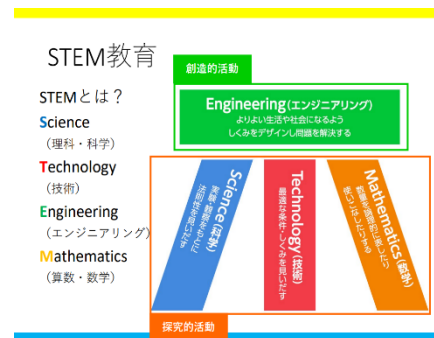 STEM教育
STEMとは？
Science
（理科・科学）
Technology
（技術）
Engineering
（エンジニアリング）
Mathematics
（算数・数学）
創造的活動
Engineering(エンジニアリング)
よりよい生活や社会になるよう
しくみをデザインし問題を解決する
Science(科学)
実験・観察をもとに
法則性を見いだす
Technology(技術)
最適な条件・しくみを見いだす
Mathematics(数学)
数量を論理的に表したり
使いこなしたりする
探究的活動